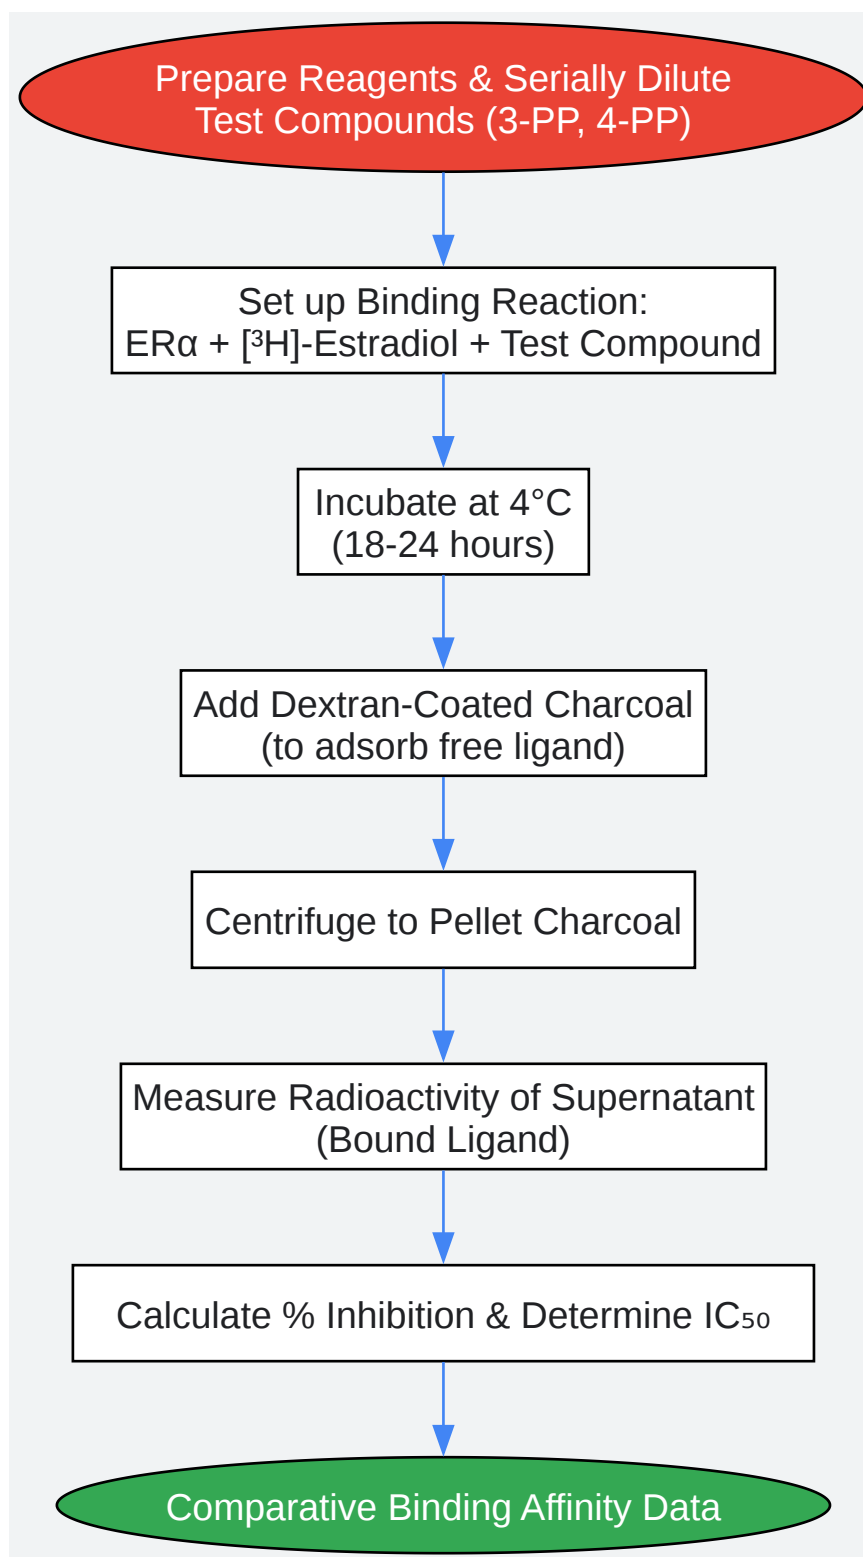 Prepare Reagents & Serially Dilute
Test Compounds (3-PP, 4-PP)
Set up Binding Reaction:
ERα + [³H]-Estradiol + Test Compound
Incubate at 4°C
(18-24 hours)
Add Dextran-Coated Charcoal
(to adsorb free ligand)
Centrifuge to Pellet Charcoal
Measure Radioactivity of Supernatant
(Bound Ligand)
Calculate % Inhibition & Determine IC₅₀
Comparative Binding Affinity Data